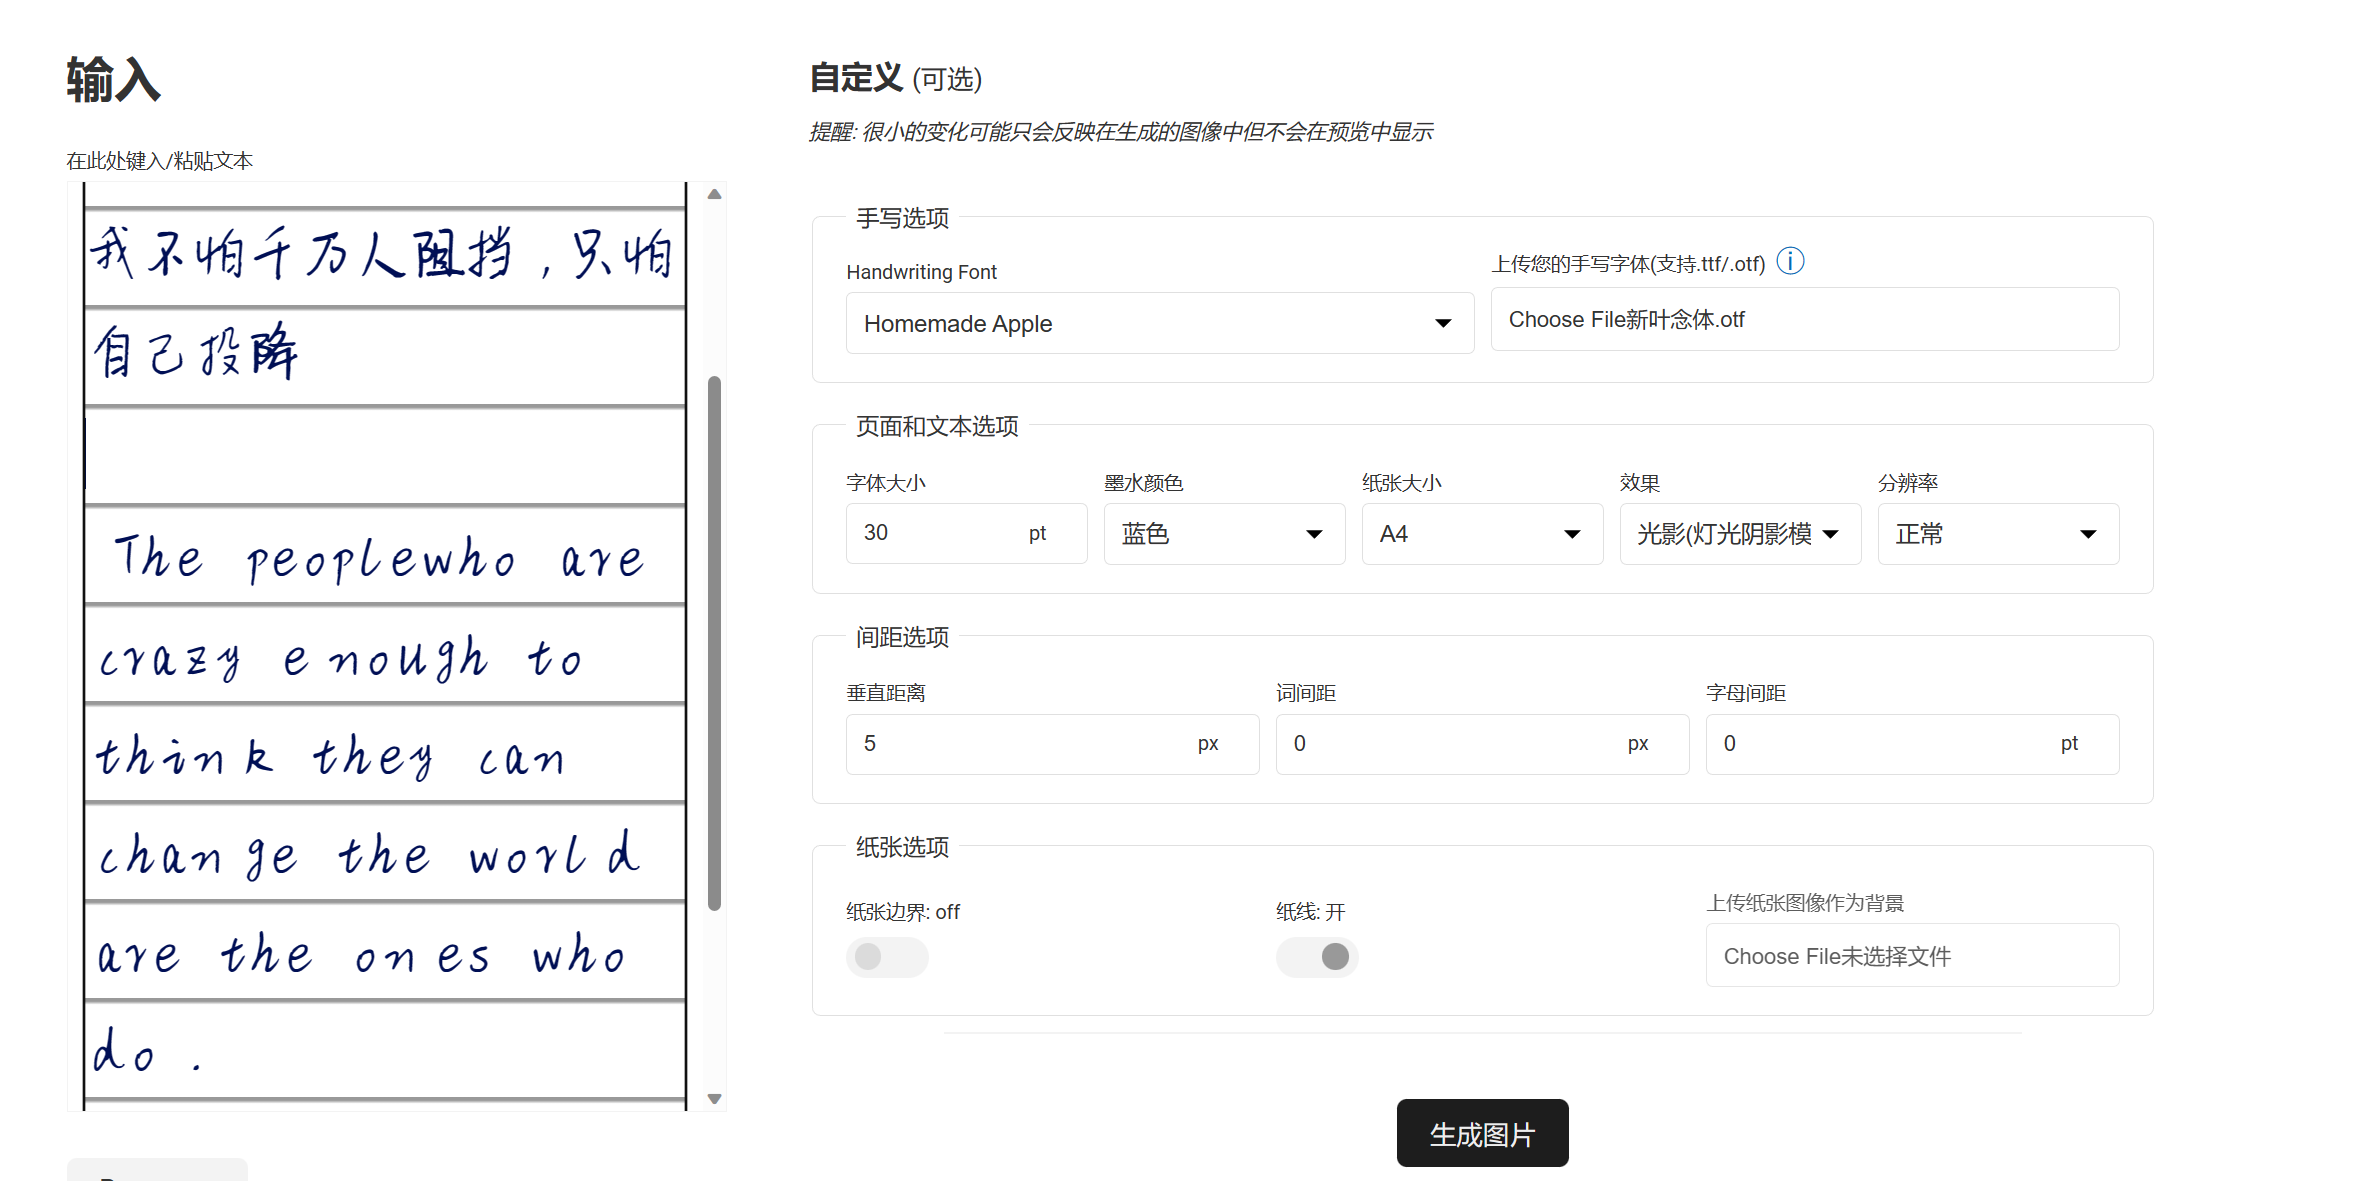 输入
在此处键入/粘贴文本
我不怕千万人阻挡，只怕
自己投降
The peoplewho are
crazy enough to
think they can
change the world
are the ones who
do .
自定义 (可选)
提醒: 很小的变化可能只会反映在生成的图像中但不会在预览中显示
手写选项
Handwriting Font
Homemade Apple
上传您的手写字体(支持.ttf/.otf)
Choose File新叶念体.otf
页面和文本选项
字体大小
30 pt
墨水颜色
蓝色
纸张大小
A4
效果
光影(灯光阴影模
分辨率
正常
间距选项
垂直距离
5 px
词间距
0 px
字母间距
0 pt
纸张选项
纸张边界: off
纸线: 开
上传纸张图像作为背景
Choose File未选择文件
生成图片